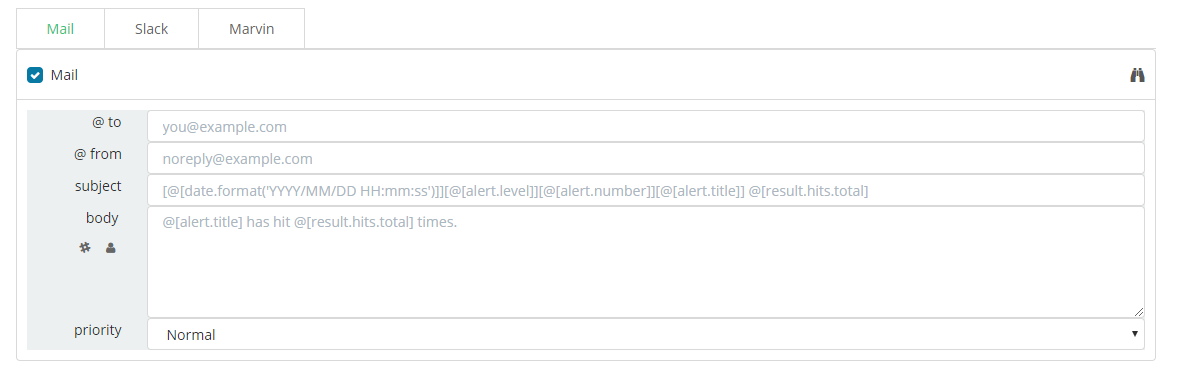 Mail Slack Marvin
Mail
@ to you@example.com
@ from noreply@example.com
subject [@[date.format('YYYY/MM/DD HH:mm:ss')]][@[alert.level]][@[alert.number]][@[alert.title]] @[result.hits.total]
body @[alert.title] has hit @[result.hits.total] times.
priority Normal